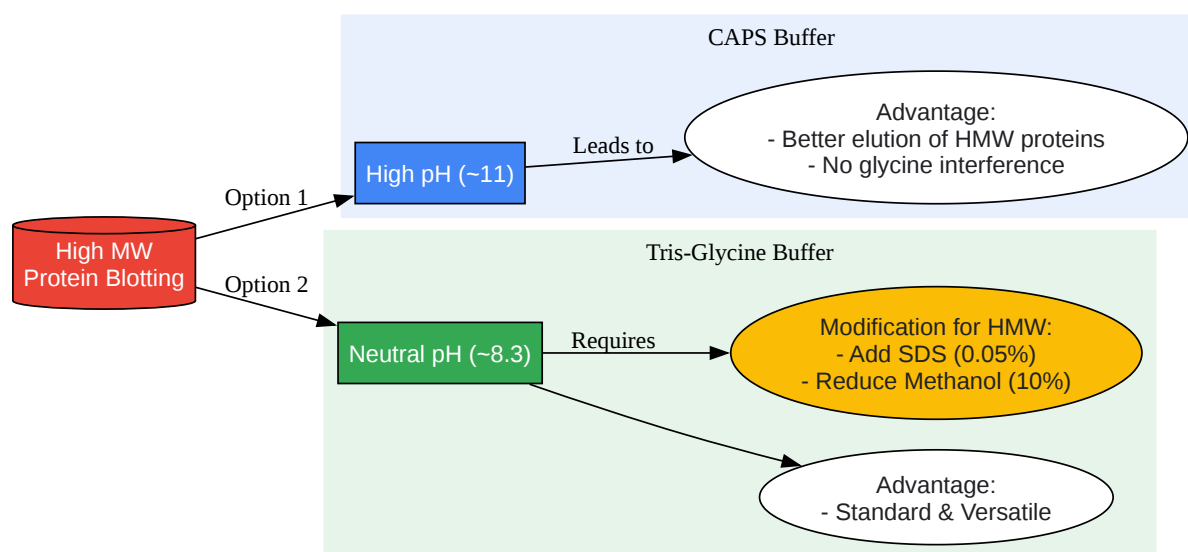 CAPS Buffer
Advantage:
- Better elution of HMW proteins
- No glycine interference
Leads to
High pH (~11)
Option 1
High MW
Protein Blotting
Option 2
Tris-Glycine Buffer
Neutral pH (~8.3)
Requires
Modification for HMW:
- Add SDS (0.05%)
- Reduce Methanol (10%)
Advantage:
- Standard & Versatile